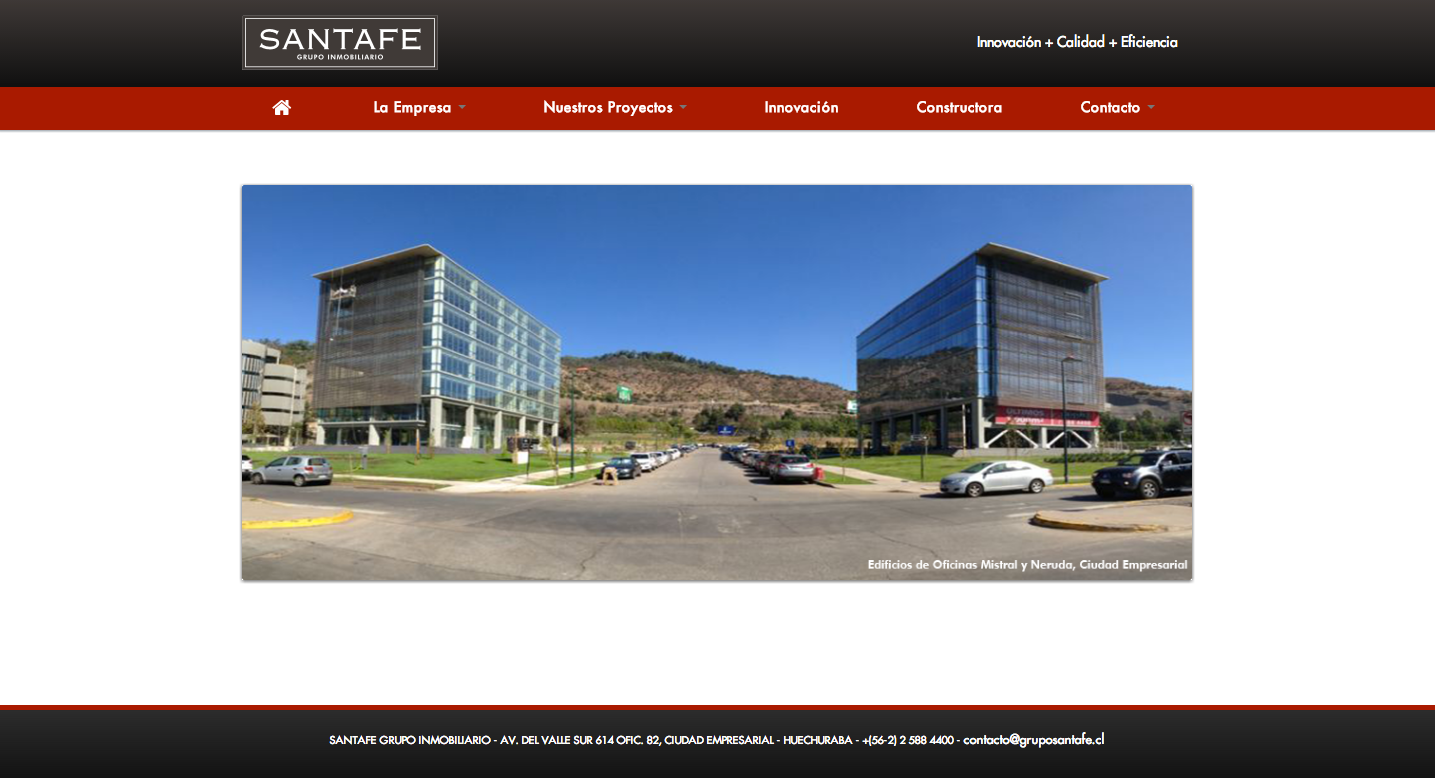 SANTAFE
GRUPO INMOBILIARIO
Innovación + Calidad + Eficiencia
La Empresa
Nuestros Proyectos
Innovación
Constructora
Contacto
ÚLTIMOS
Edificios de Oficinas Mistral y Neruda, Ciudad Empresarial
SANTAFE GRUPO INMOBILIARIO - AV. DEL VALLE SUR 614 OFIC. 82, CIUDAD EMPRESARIAL - HUECHURABA - +(56-2) 2 588 4400 - contacto@gruposantafe.cl